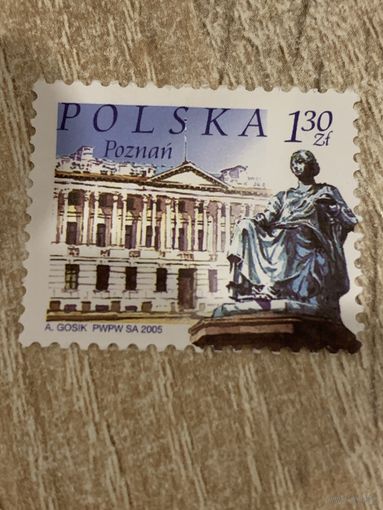 POLSKA
1 30 Zł
Poznań
A. GOSIK PWPW SA 2005